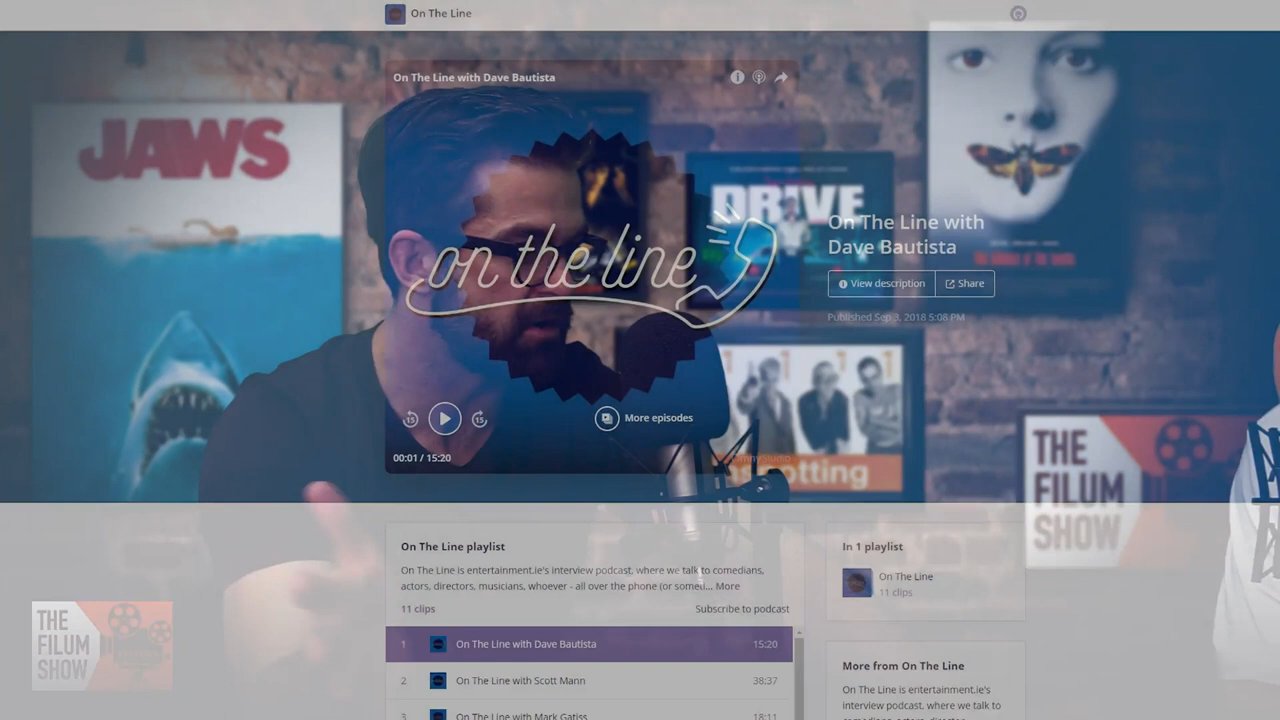 On The Line
On The Line with Dave Bautista
JAWS
DRIVE
on the line
On The Line with
Dave Bautista
View description
Share
Published Sep 3, 2018 5:08 PM
15
15
More episodes
00:01 / 15:20
otting
THE
FILUM
SHOW
On The Line playlist
On The Line is entertainment.ie's interview podcast, where we talk to comedians,
actors, directors, musicians, whoever - all over the phone (or someti... More
11 clips
Subscribe to podcast
1 On The Line with Dave Bautista 15:20
2 On The Line with Scott Mann 38:37
3 On The Line with Mark Gatiss 18:11
In 1 playlist
On The Line
11 clips
More from On The Line
On The Line is entertainment.ie's
interview podcast, where we talk to
THE
FILUM
SHOW